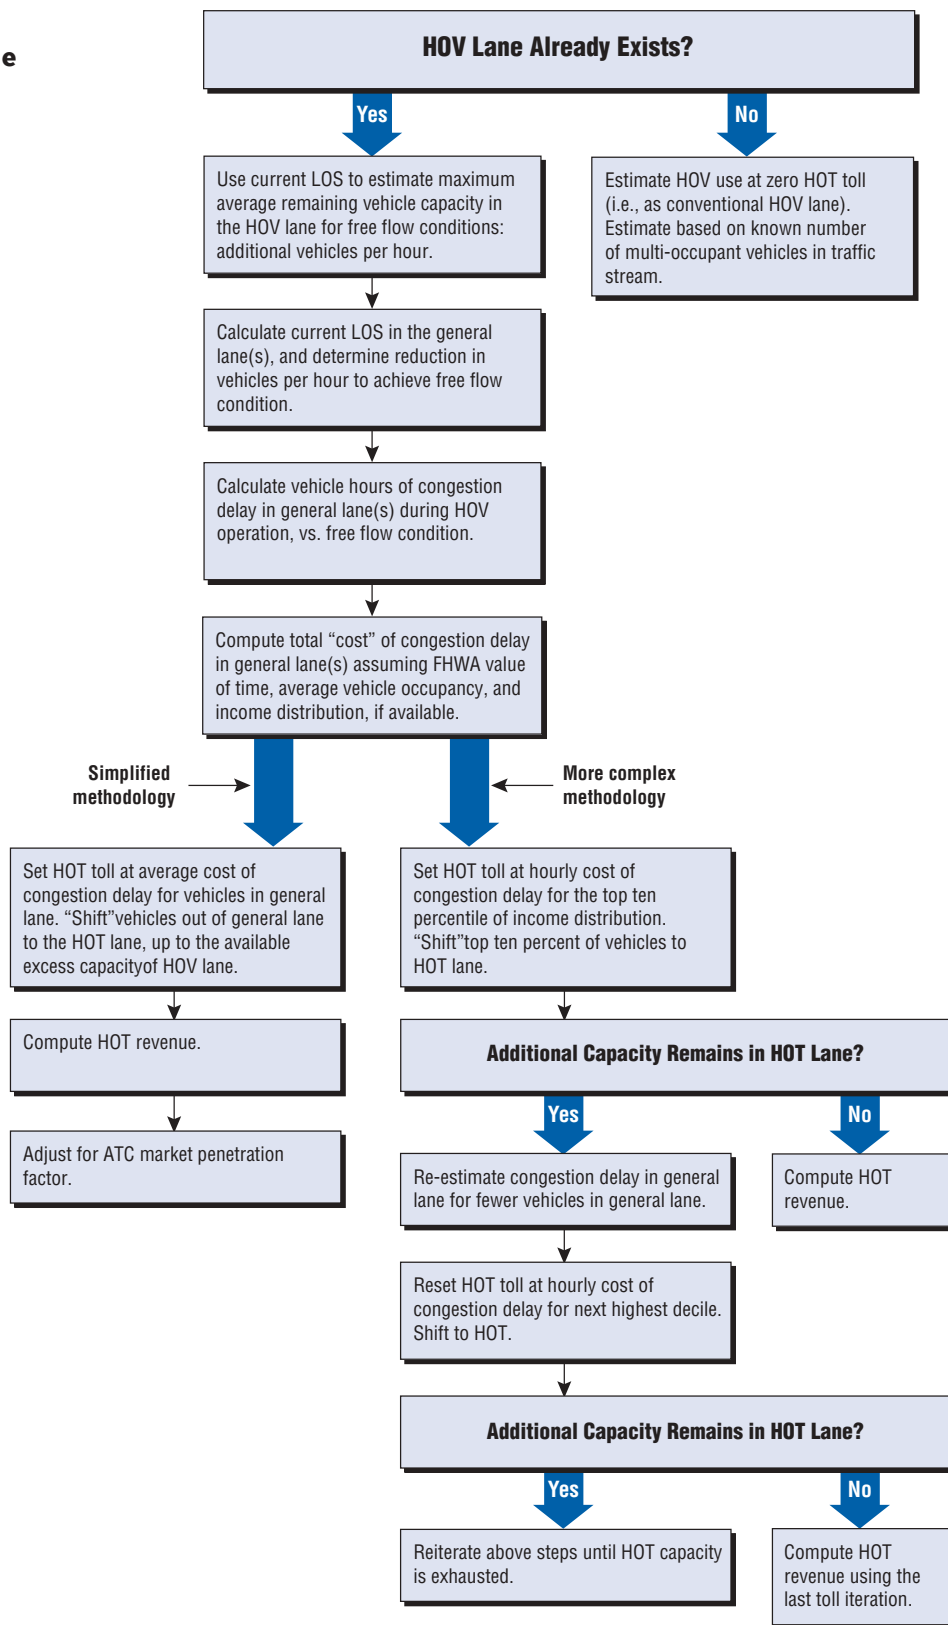 e
HOV Lane Already Exists?
Yes
No
Use current LOS to estimate maximum
average remaining vehicle capacity in
the HOV lane for free flow conditions:
additional vehicles per hour.
Estimate HOV use at zero HOT toll
(i.e., as conventional HOV lane).
Estimate based on known number
of multi-occupant vehicles in traffic
stream.
Calculate current LOS in the general
lane(s), and determine reduction in
vehicles per hour to achieve free flow
condition.
Calculate vehicle hours of congestion
delay in general lane(s) during HOV
operation, vs. free flow condition.
Compute total “cost” of congestion delay
in general lane(s) assuming FHWA value
of time, average vehicle occupancy, and
income distribution, if available.
Simplified
methodology
More complex
methodology
Set HOT toll at average cost of
congestion delay for vehicles in general
lane. “Shift”vehicles out of general lane
to the HOT lane, up to the available
excess capacityof HOV lane.
Set HOT toll at hourly cost of
congestion delay for the top ten
percentile of income distribution.
“Shift”top ten percent of vehicles to
HOT lane.
Compute HOT revenue.
Adjust for ATC market penetration
factor.
Additional Capacity Remains in HOT Lane?
Yes
No
Re-estimate congestion delay in general
lane for fewer vehicles in general lane.
Compute HOT
revenue.
Reset HOT toll at hourly cost of
congestion delay for next highest decile.
Shift to HOT.
Additional Capacity Remains in HOT Lane?
Yes
No
Reiterate above steps until HOT capacity
is exhausted.
Compute HOT
revenue using the
last toll iteration.